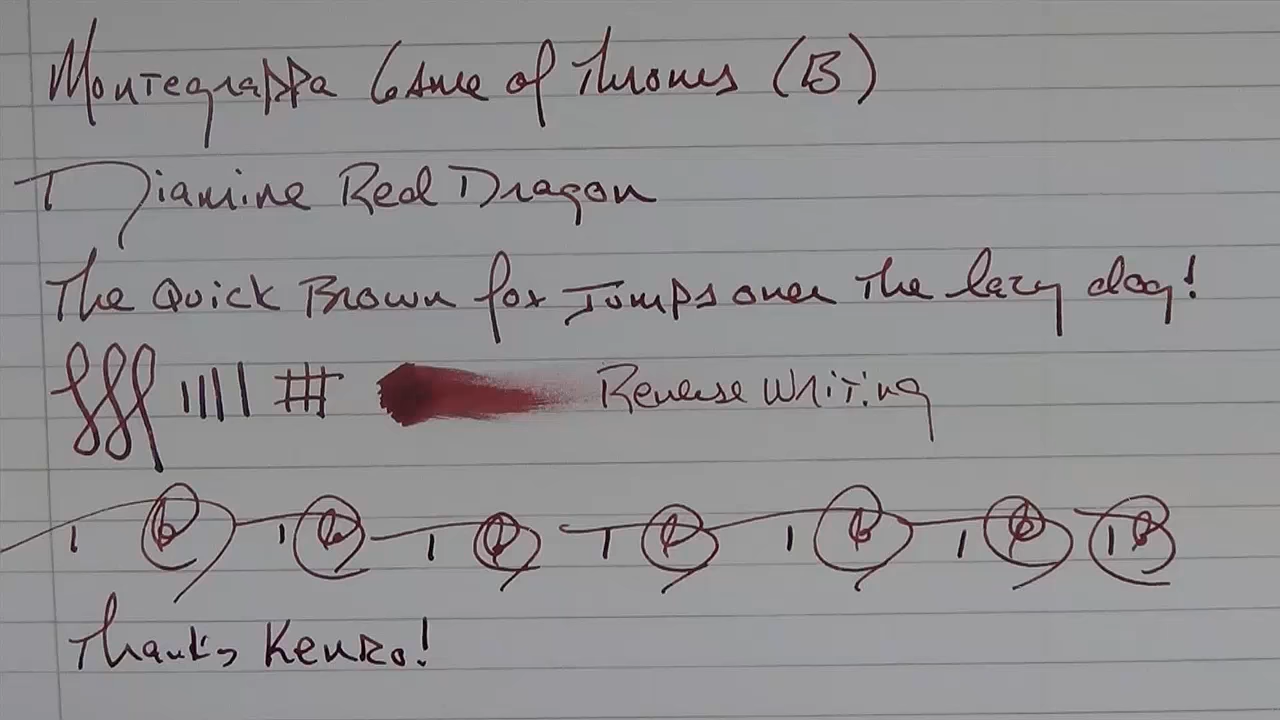 Montegrappa Game of Thrones (B)
Diamine Red Dragon
The Quick Brown fox Jumps over The lazy dog!
Reverse Writing
Thanks Kenro!